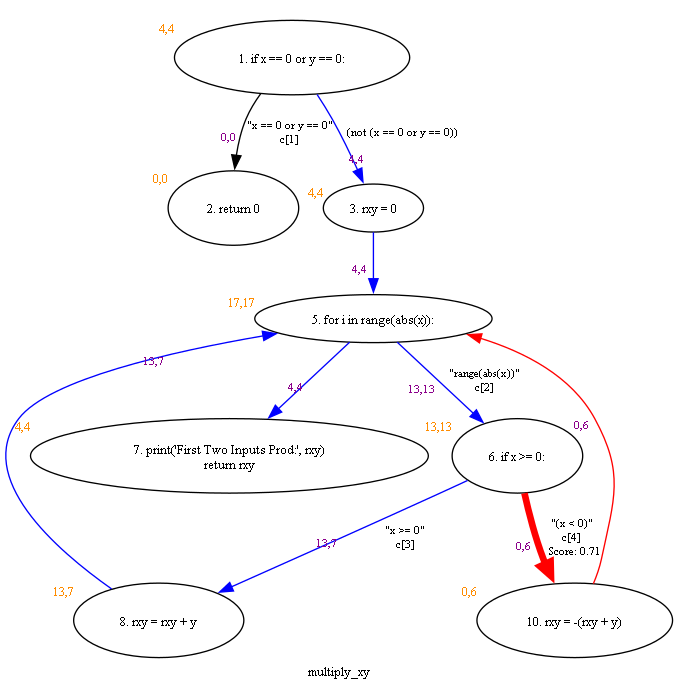 4,4
1. if x == 0 or y == 0:
"x == 0 or y == 0"
c[1]
0,0
(not (x == 0 or y == 0))
4,4
0,0
2. return 0
4,4
3. rxy = 0
4,4
17,17
5. for i in range(abs(x)):
13,7
4,4
13,13
"range(abs(x))"
c[2]
4,4
7. print('First Two Inputs Prod:', rxy)
return rxy
13,13
6. if x >= 0:
0,6
"x >= 0"
c[3]
13,7
"(x < 0)"
c[4]
Score: 0.71
0,6
13,7
8. rxy = rxy + y
0,6
10. rxy = -(rxy + y)
multiply_xy